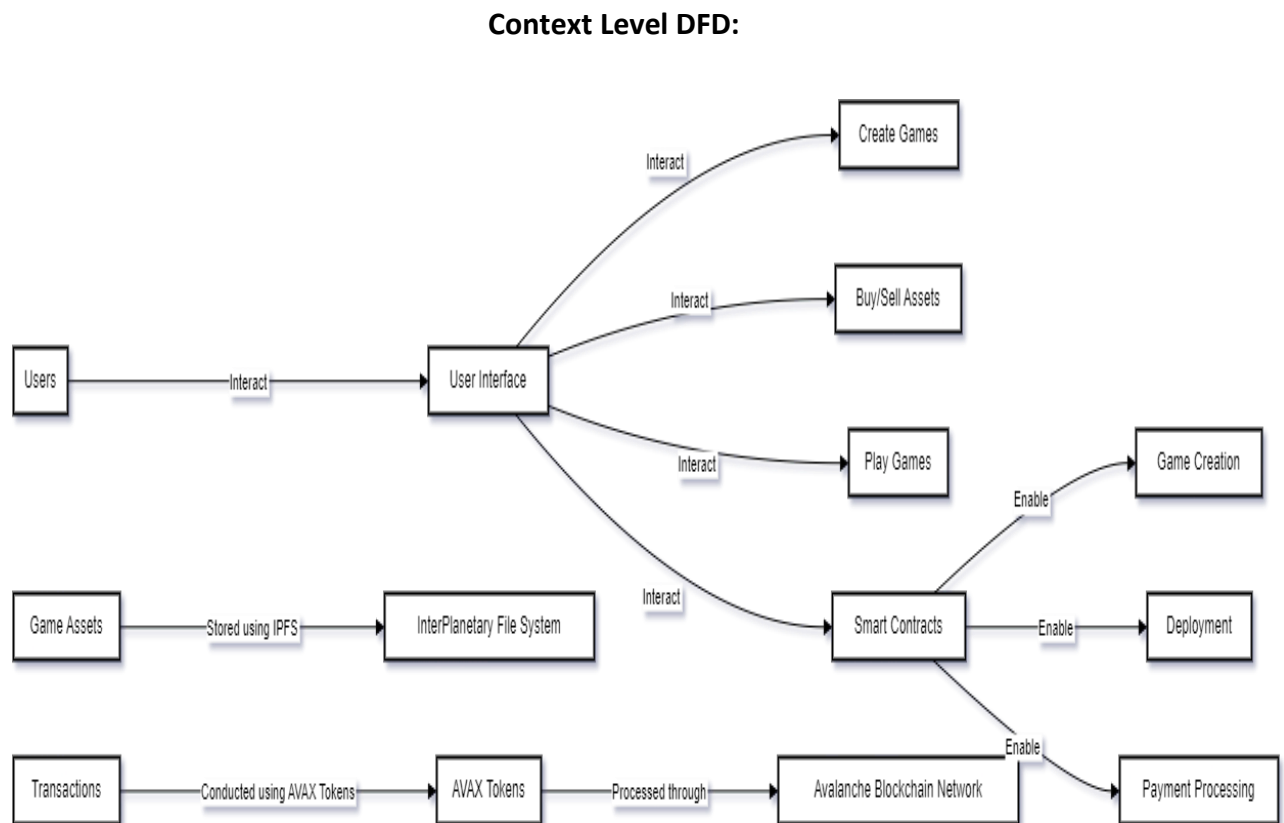 Context Level DFD:
Create Games
Interact
Buy/Sell Assets
Interact
Users
Interact
User Interface
Play Games
Interact
Game Creation
Enable
Interact
Game Assets
Stored using IPFS
InterPlanetary File System
Smart Contracts
Enable
Deployment
Enable
Transactions
Conducted using AVAX Tokens
AVAX Tokens
Processed through
Avalanche Blockchain Network
Payment Processing